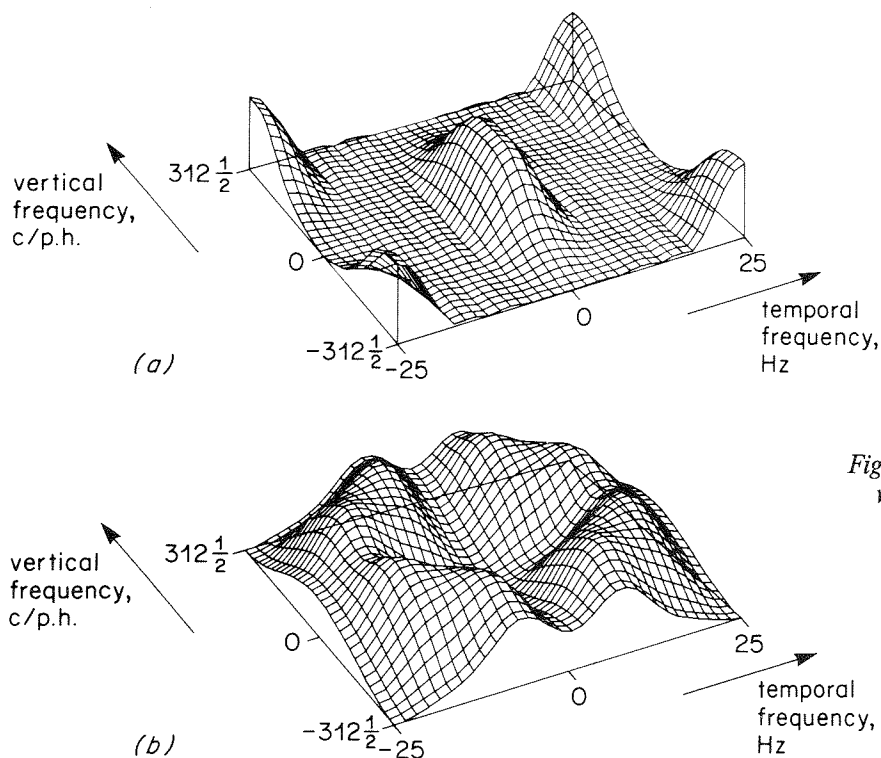 vertical
frequency,
c/p.h.
312 1/2
0
-312 1/2
-25
0
25
temporal
frequency,
Hz
(a)
vertical
frequency,
c/p.h.
312 1/2
0
-312 1/2
-25
0
25
temporal
frequency,
Hz
(b)
Fig